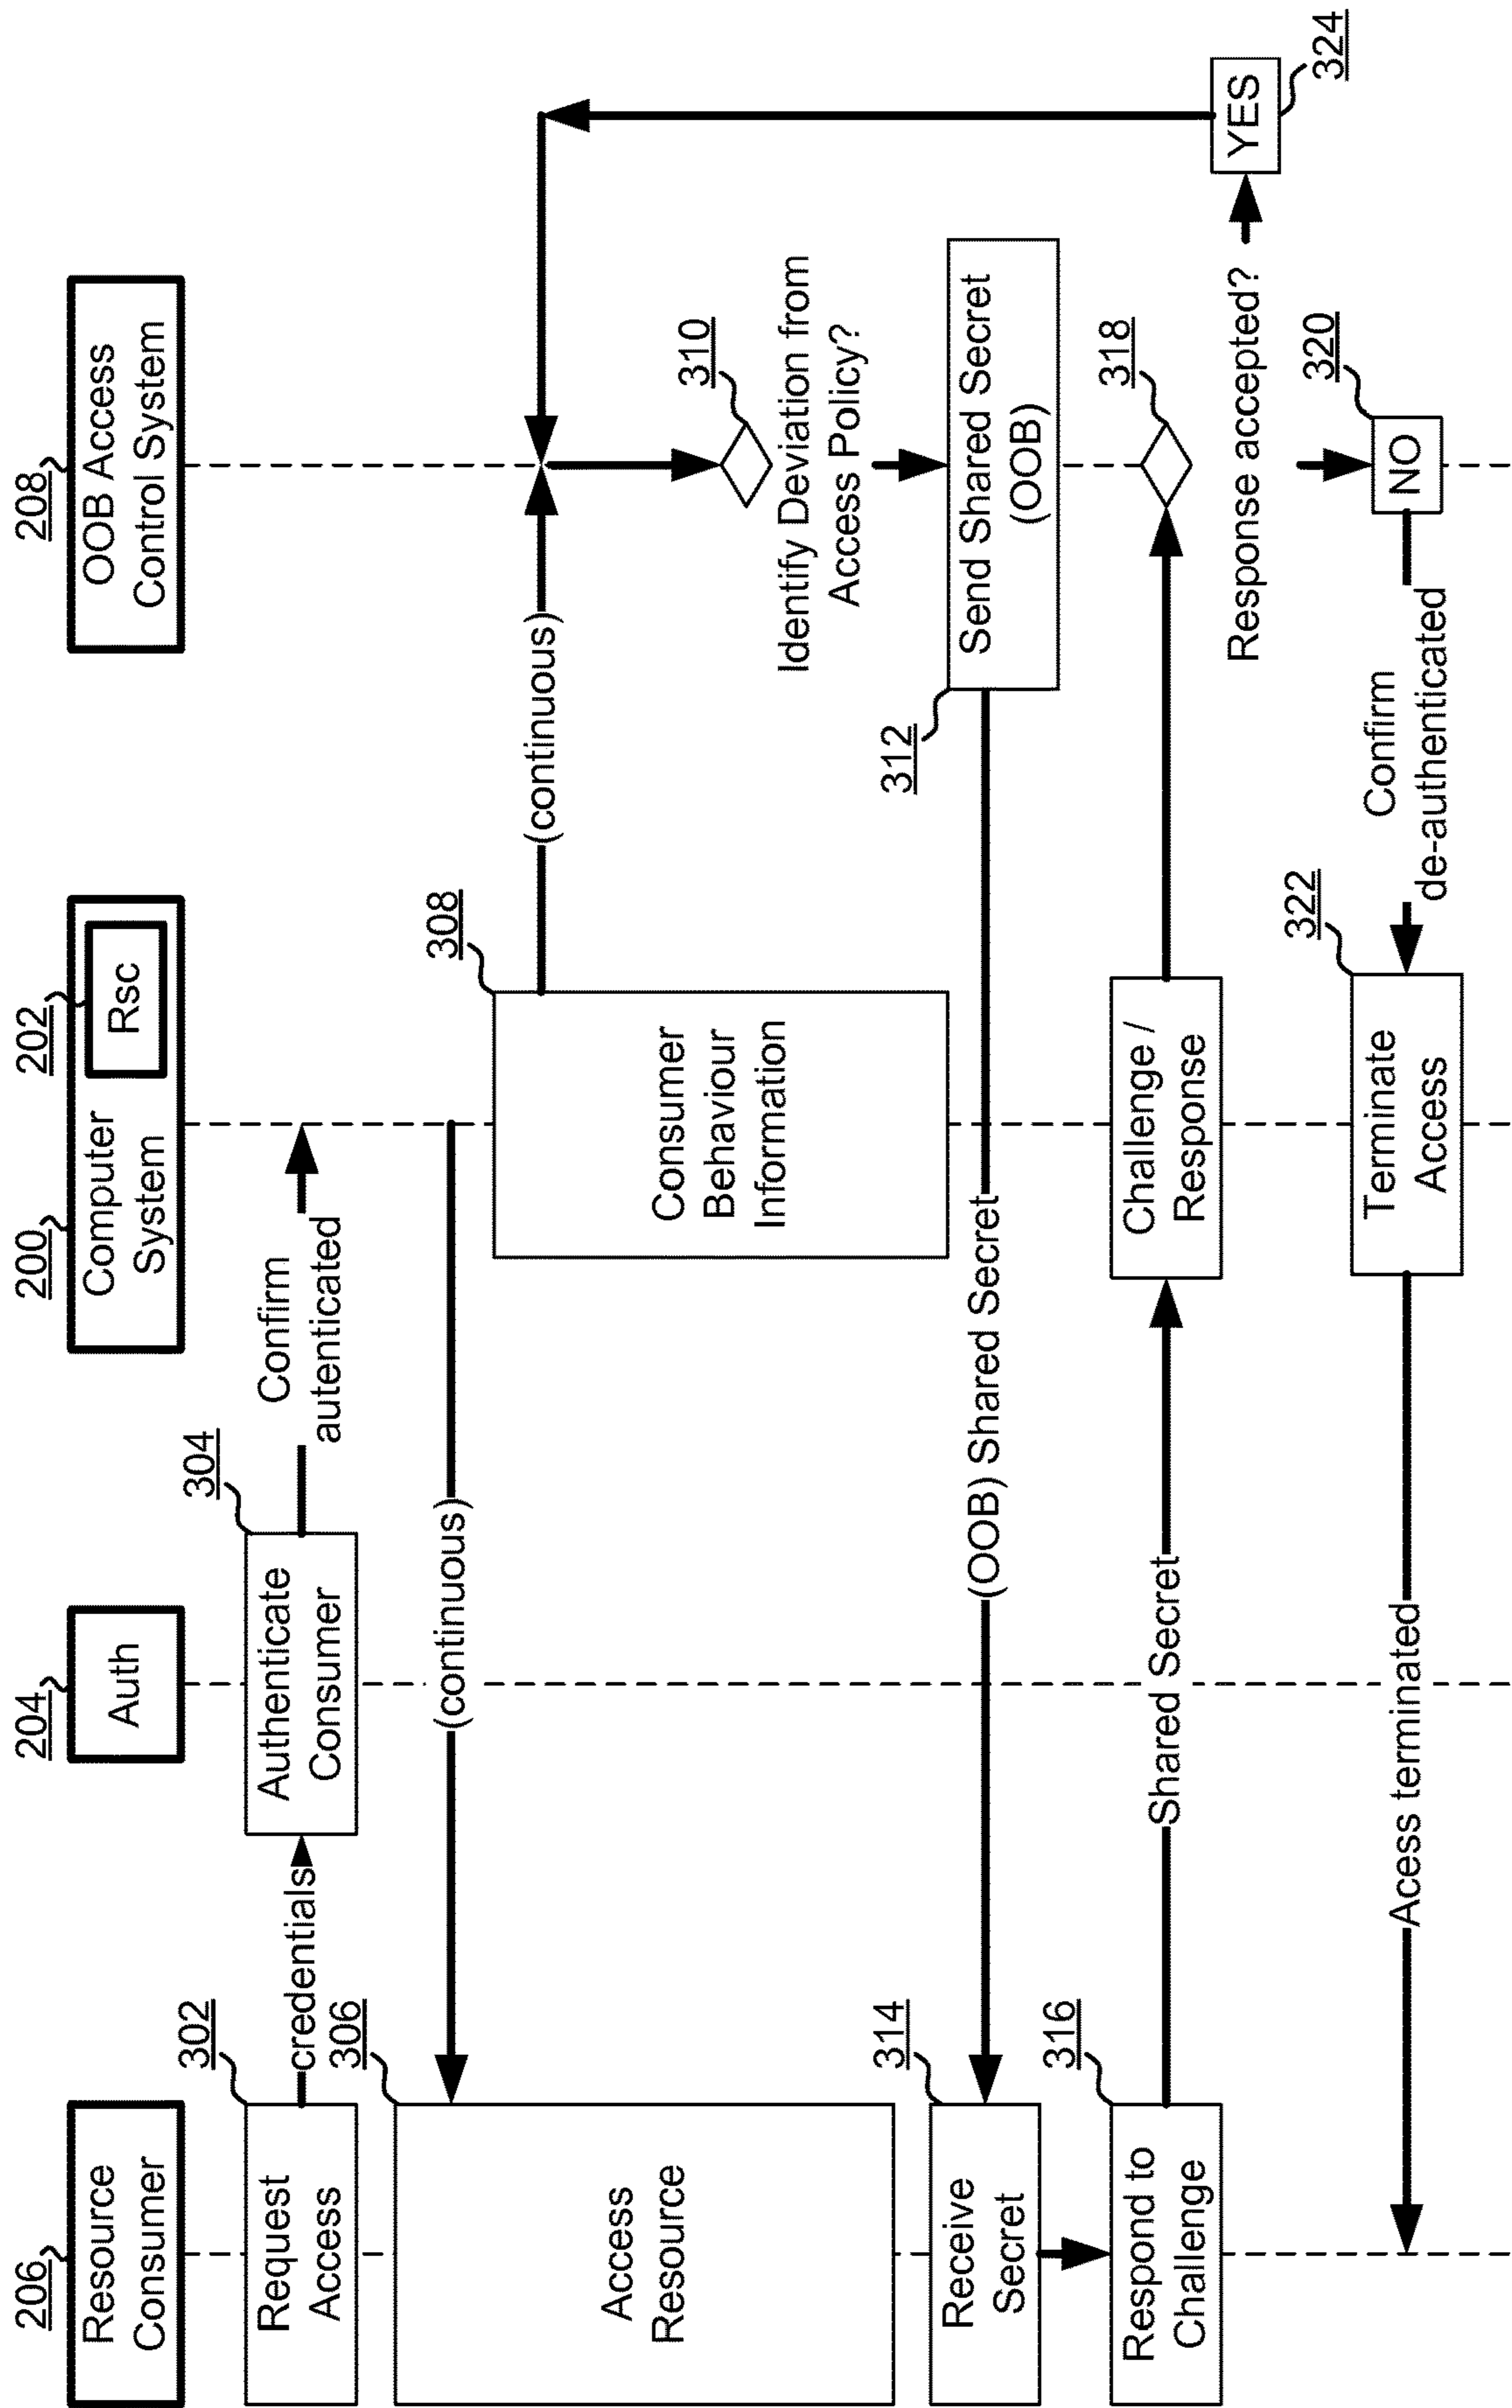 206
Resource
Consumer
204
Auth
200
Computer
System
202
Rsc
208
OOB Access
Control System
302
Request
Access
credentials
304
Authenticate
Consumer
Confirm
autenticated
306
Access
Resource
(continuous)
308
Consumer
Behaviour
Information
(continuous)
310
Identify Deviation from
Access Policy?
312
Send Shared Secret
(OOB)
(OOB) Shared Secret
314
Receive
Secret
316
Respond to
Challenge
Shared Secret
Challenge /
Response
318
Response accepted?
YES
324
320
NO
Confirm
de-authenticated
322
Terminate
Access
Acess terminated